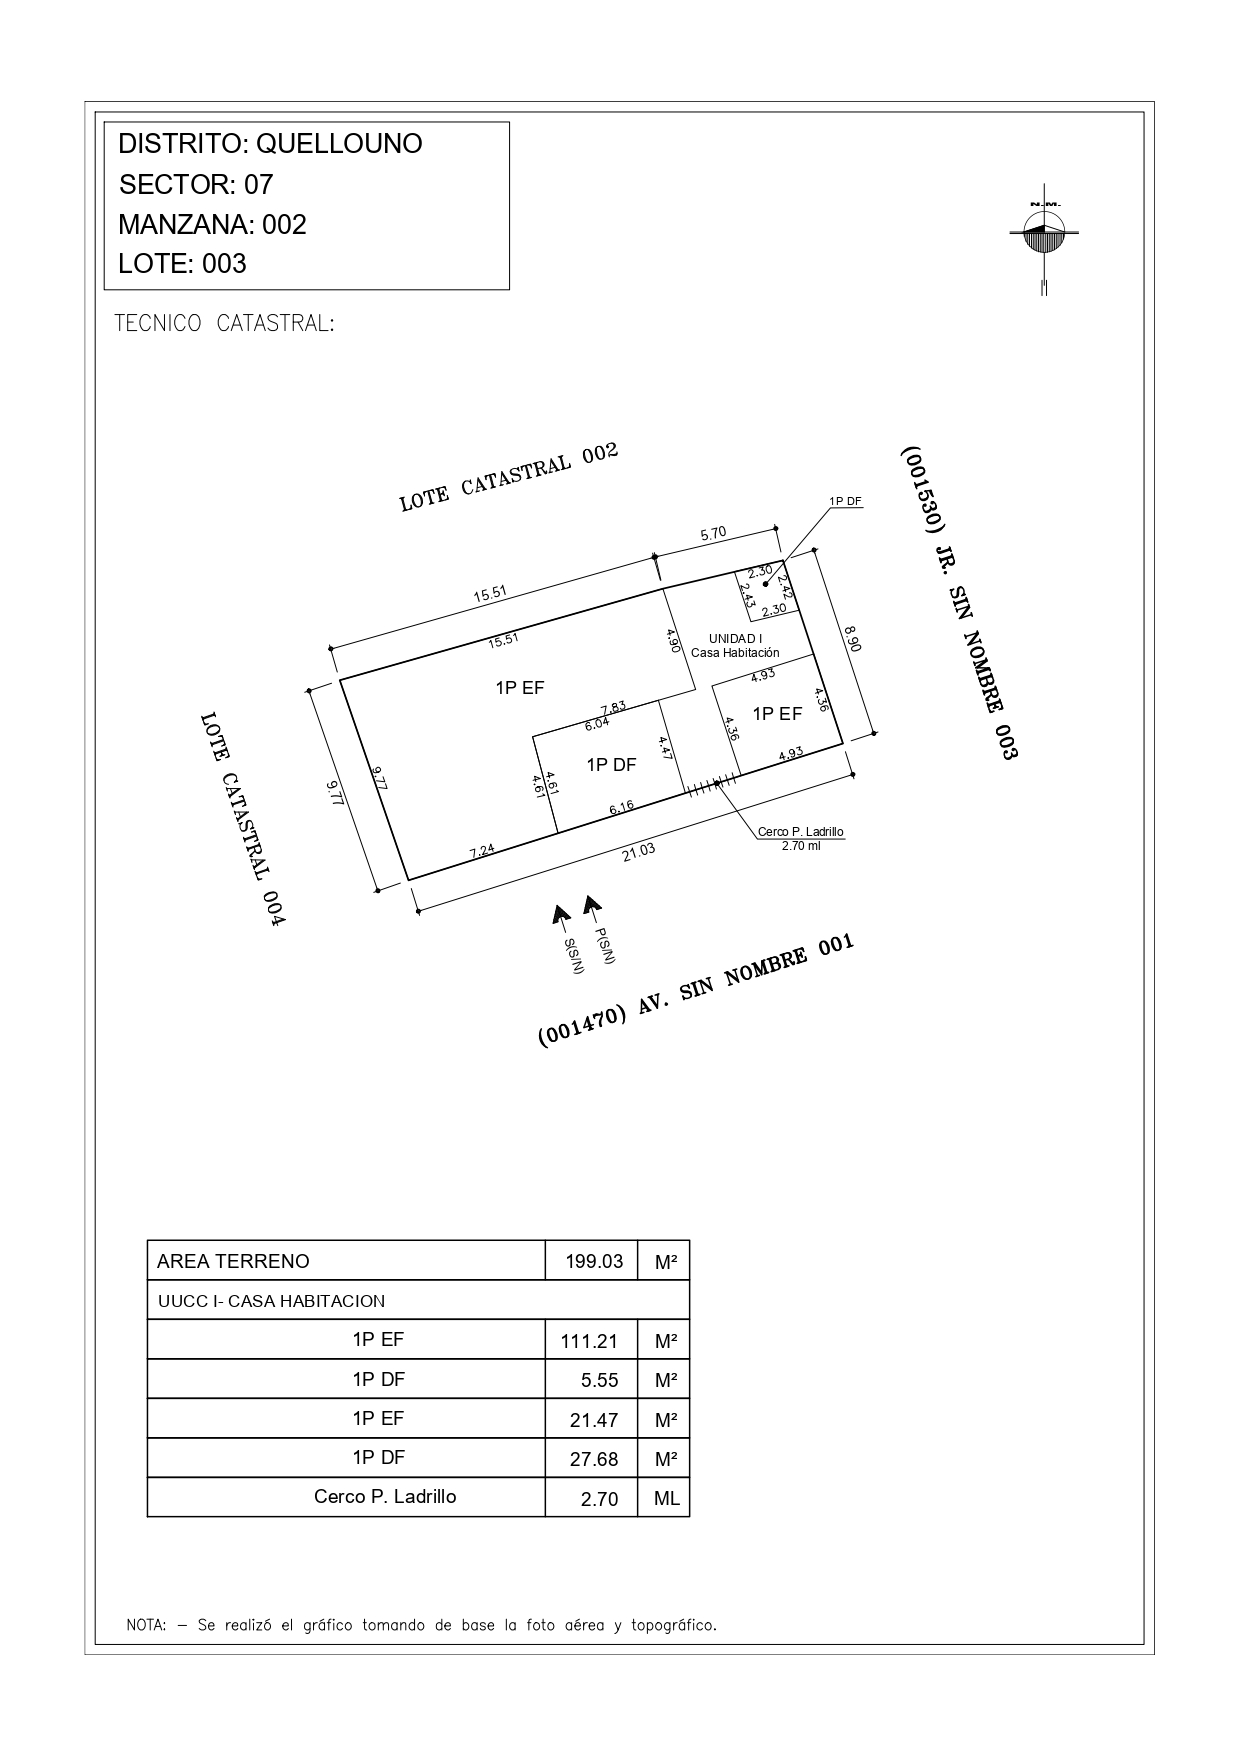 DISTRITO: QUELLOUNO
SECTOR: 07
MANZANA: 002
LOTE: 003
N.M.
TECNICO CATASTRAL:
LOTE CATASTRAL 002
(001530) JR. SIN NOMBRE 003
1P DF
5.70
15.51
2.30
2.43
2.42
2.30
8.90
15.51
4.90
UNIDAD I
Casa Habitación
1P EF
4.93
4.36
7.83
6.04
1P EF
4.36
4.47
4.93
LOTE CATASTRAL 004
9.77
9.77
4.61
4.61
1P DF
6.16
7.24
21.03
Cerco P. Ladrillo
2.70 ml
S(S/N)
P(S/N)
(001470) AV. SIN NOMBRE 001
AREA TERRENO 199.03 M²
UUCC I- CASA HABITACION
1P EF 111.21 M²
1P DF 5.55 M²
1P EF 21.47 M²
1P DF 27.68 M²
Cerco P. Ladrillo 2.70 ML
NOTA: – Se realizó el gráfico tomando de base la foto aérea y topográfico.